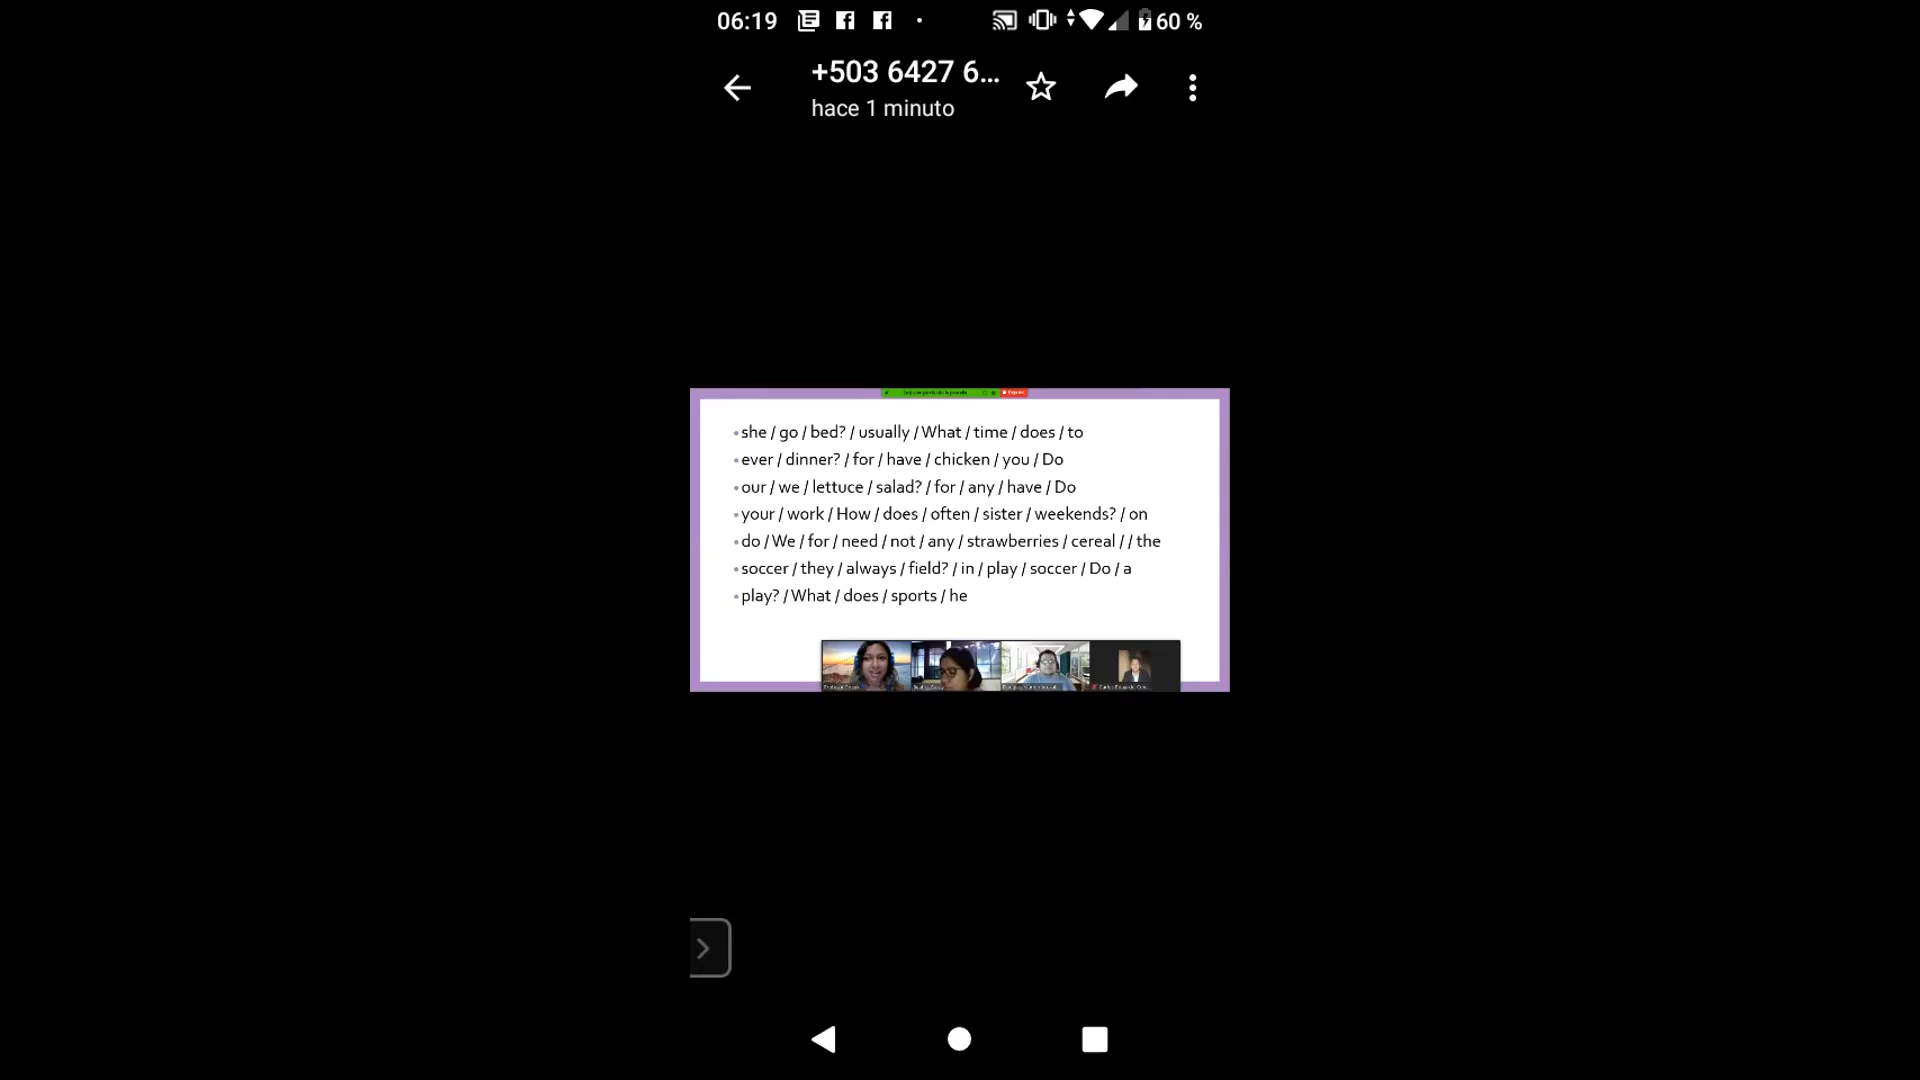 06:19
60 %
+503 6427 6...
hace 1 minuto
she / go / bed? / usually / What / time / does / to
ever / dinner? / for / have / chicken / you / Do
our / we / lettuce / salad? / for / any / have / Do
your / work / How / does / often / sister / weekends? / on
do / We / for / need / not / any / strawberries / cereal / / the
soccer / they / always / field? / in / play / soccer / Do / a
play? / What / does / sports / he